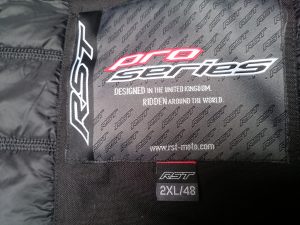 RST
pro
series
DESIGNED IN THE UNITED KINGDOM.
RIDDEN AROUND THE WORLD.
www.rst-moto.com
RST
2XL/48